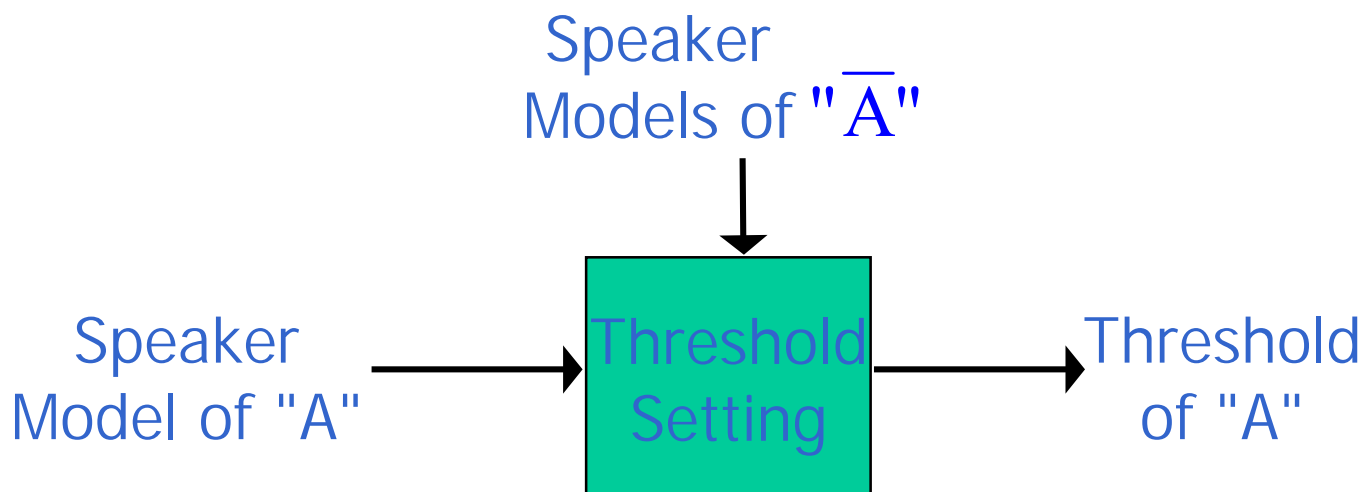 Speaker
Models of "A̅"
Speaker
Model of "A"
Threshold
Setting
Threshold
of "A"